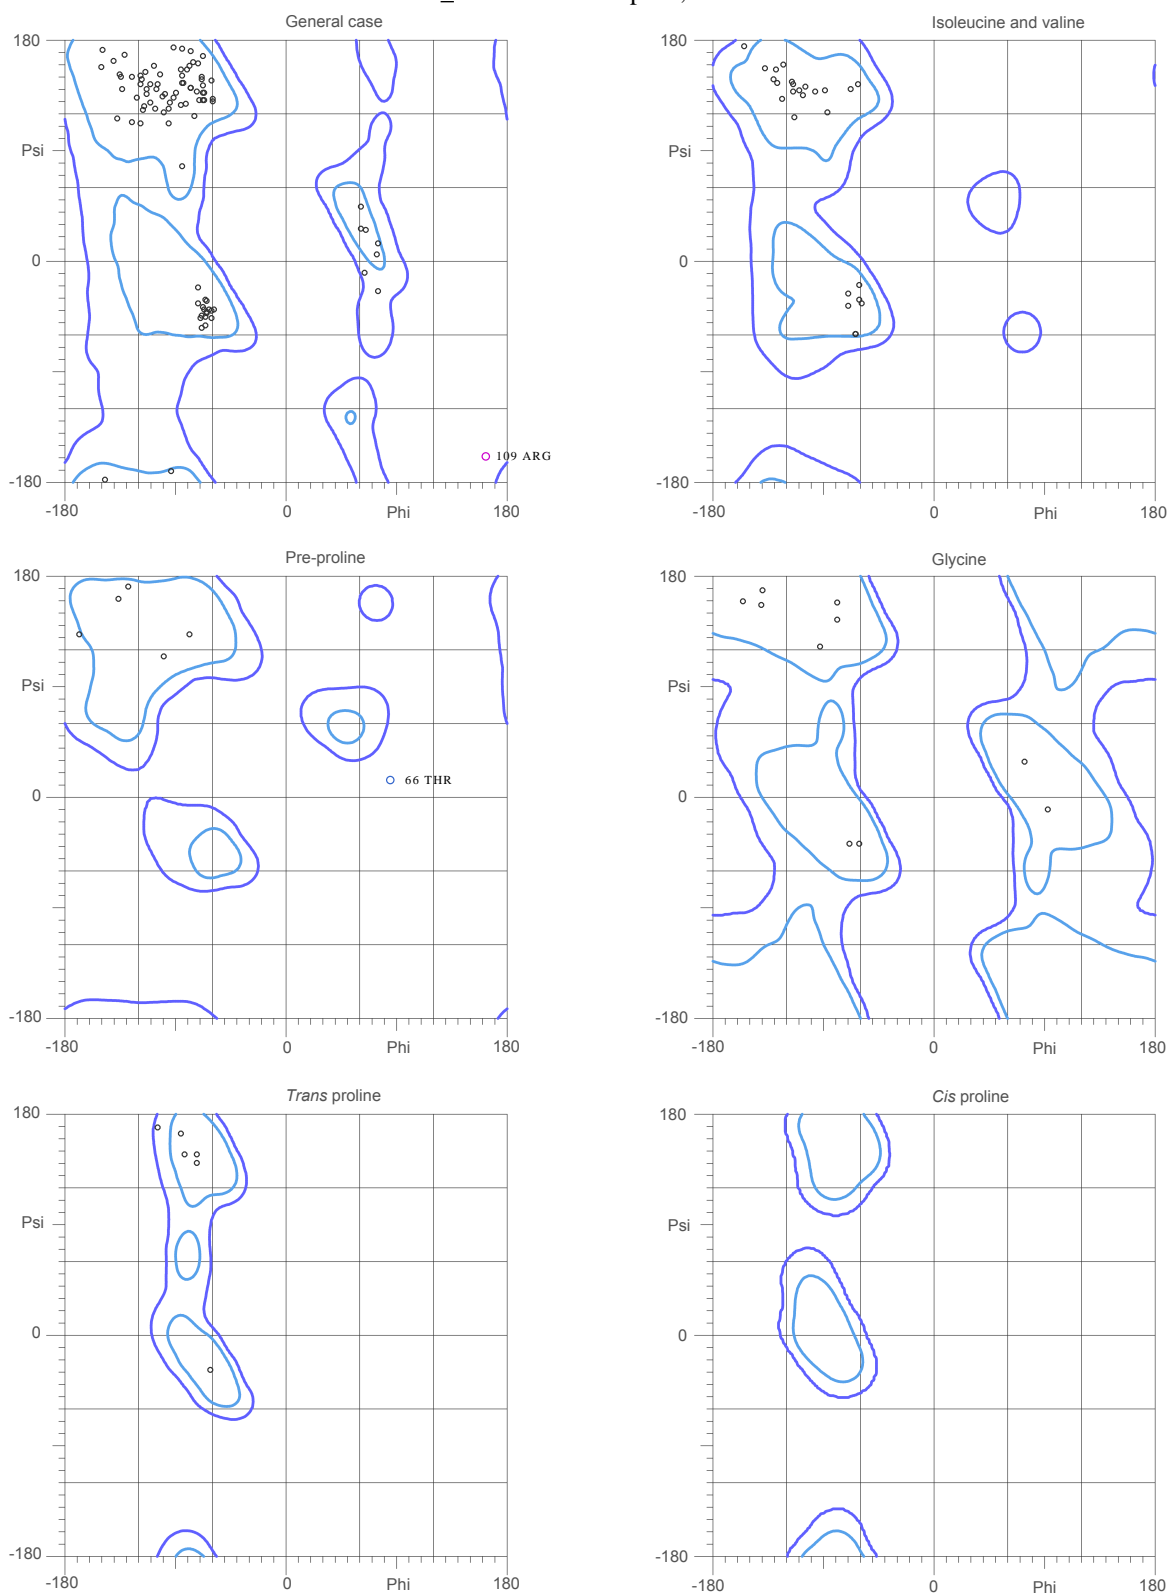 General case
Isoleucine and valine
180
180
Psi
Psi
0
0
109 ARG
-180
-180
-180
0
Phi
180
-180
0
Phi
180
Pre-proline
Glycine
180
180
Psi
Psi
66 THR
0
0
-180
-180
-180
0
Phi
180
-180
0
Phi
180
Trans proline
Cis proline
180
180
Psi
Psi
0
0
-180
-180
-180
0
Phi
180
-180
0
Phi
180